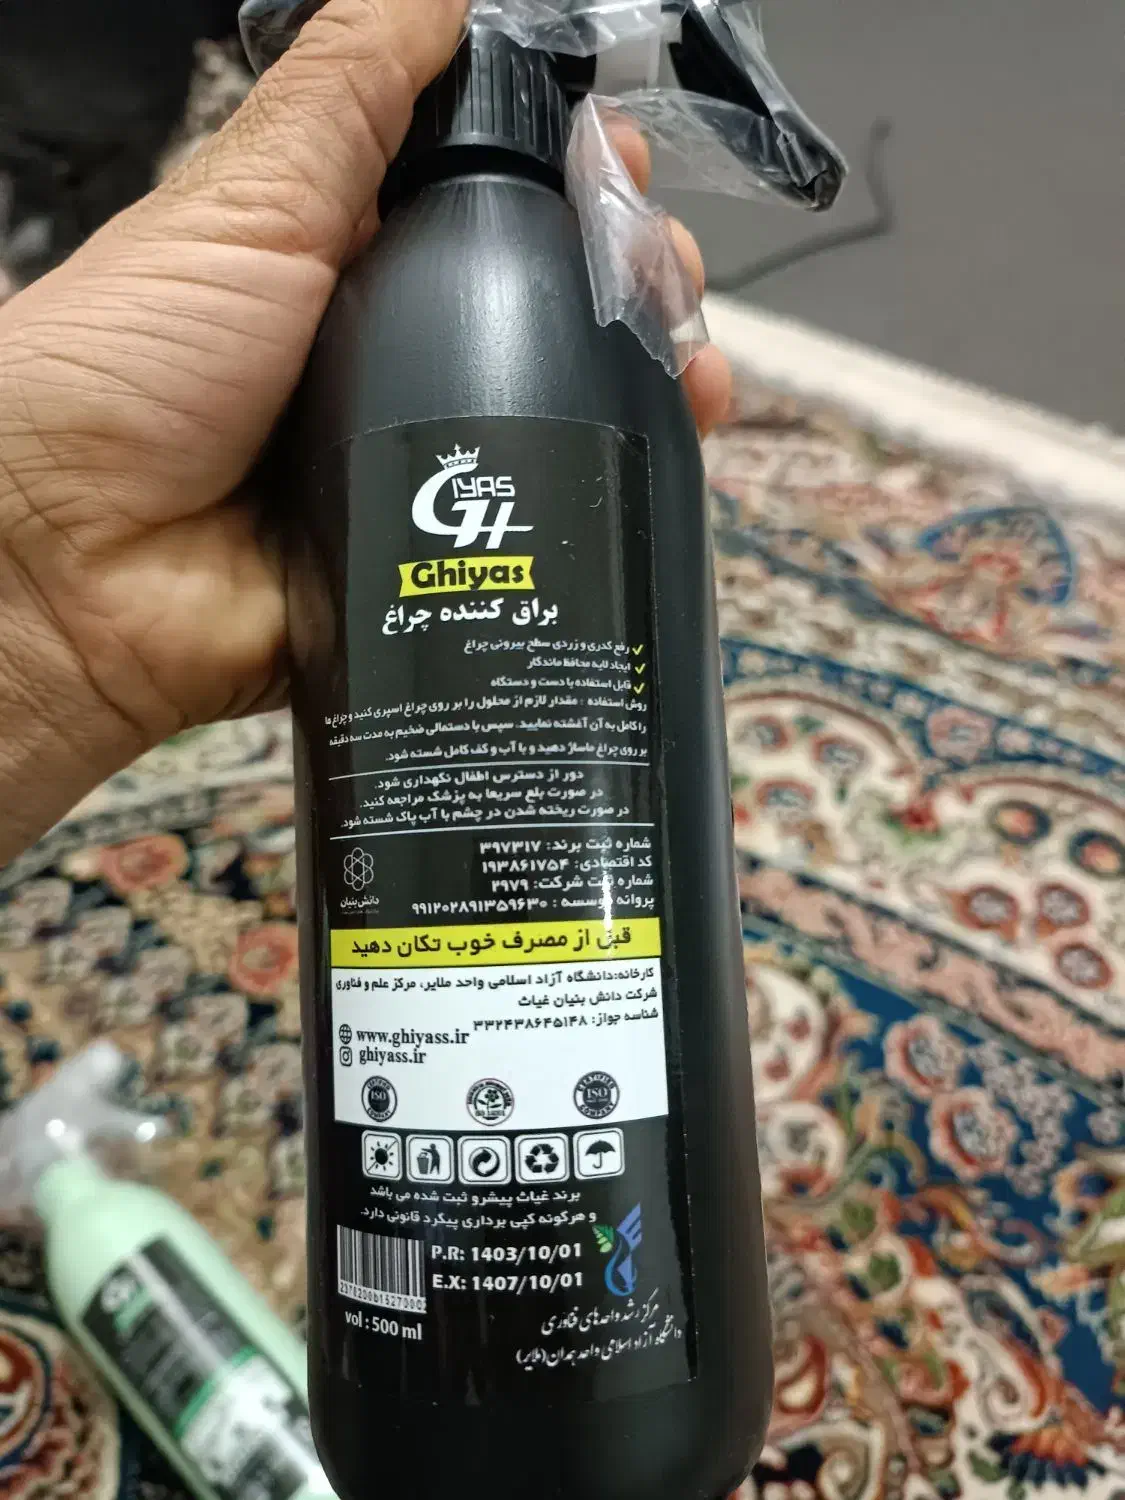 GIYAS
GH
Ghiyas
براق کننده چراغ
رفع کدری و زردی سطح بیرونی چراغ
ایجاد لایه محافظ ماندگار
قابل استفاده با دست و دستگاه
روش استفاده : مقدار لازم از محلول را بر روی چراغ اسپری کنید و چراغ ها
را کامل به آن آغشته نمایید. سپس با دستمالی ضخیم به مدت سه دقیقه
بر روی چراغ ماساژ دهید و با آب و کف کامل شسته شود.
دور از دسترس اطفال نگهداری شود.
در صورت بلع سریعا به پزشک مراجعه کنید.
در صورت ریخته شدن در چشم با آب پاک شسته شود.
شماره ثبت برند: ۳۹۷۳۱۷
کد اقتصادی: ۱۹۳۸۶۱۷۵۴
شماره ثبت شرکت: ۲۹۷۹
پروانه موسسه : ۹۹۱۲۰۲۸۹۱۳۵۹۶۳۰
دانش بنیان
قبل از مصرف خوب تکان دهید
کارخانه:دانشگاه آزاد اسلامی واحد ملایر، مرکز علم و فناوری
شرکت دانش بنیان غیاث
شناسه جواز: ۳۳۲۴۳۸۶۴۵۱۴۸
www.ghiyass.ir
ghiyass.ir
ISO
ISO
برند غیاث پیشرو ثبت شده می باشد
و هرگونه کپی برداری پیگرد قانونی دارد.
P.R: 1403/10/01
E.X: 1407/10/01
vol : 500 ml
مرکز رشد واحدهای فناوری
دانشگاه آزاد اسلامی واحد همدان(ملایر)